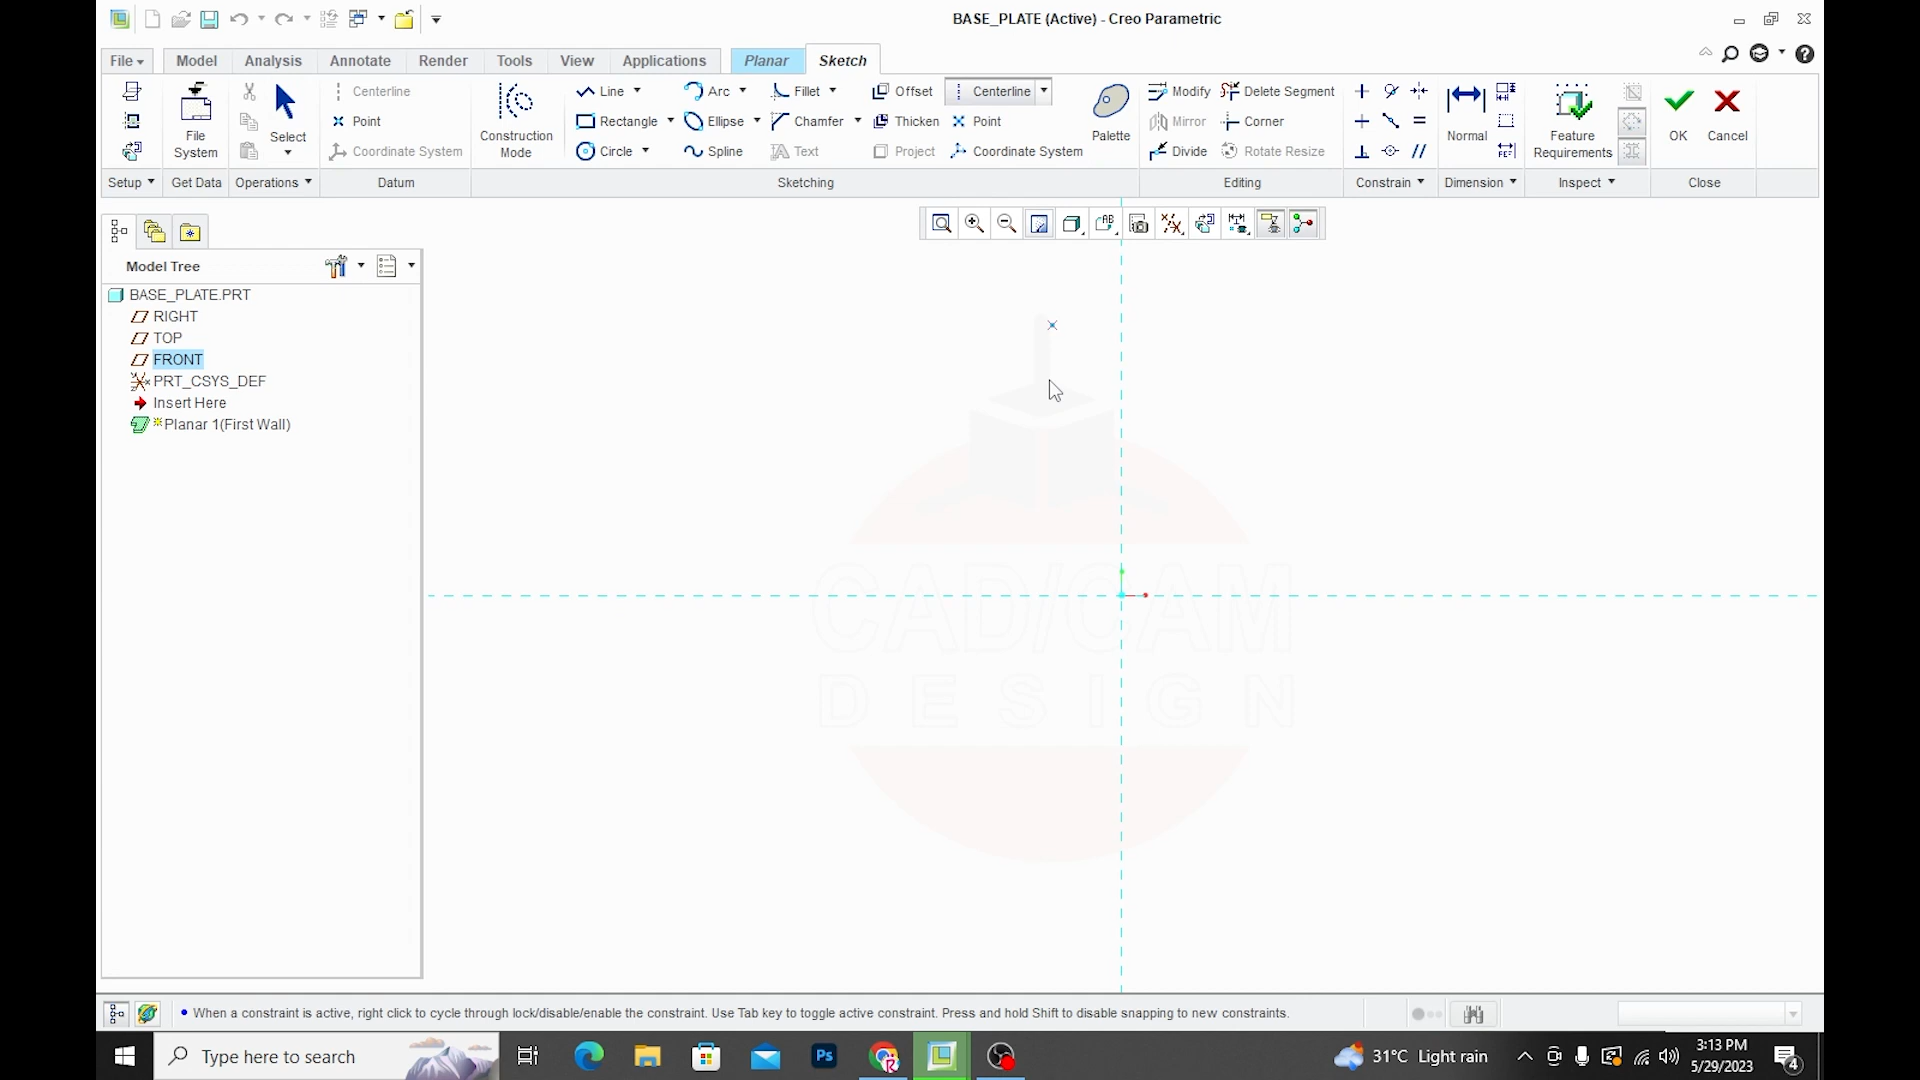 BASE_PLATE (Active) - Creo Parametric
File Model Analysis Annotate Render Tools View Applications Planar Sketch
Centerline Line Arc Fillet Offset Centerline Modify Delete Segment
Point Rectangle Ellipse Chamfer Thicken Point Mirror Corner
File System Select Coordinate System Construction Mode Circle Spline Text Project Coordinate System Palette Divide Rotate Resize Normal Feature Requirements OK Cancel
Setup Get Data Operations Datum Sketching Editing Constrain Dimension Inspect Close
Model Tree
BASE_PLATE.PRT
RIGHT
TOP
FRONT
PRT_CSYS_DEF
Insert Here
Planar 1(First Wall)
CAD/CAM
DESIGN
When a constraint is active, right click to cycle through lock/disable/enable the constraint. Use Tab key to toggle active constraint. Press and hold Shift to disable snapping to new constraints.
Type here to search
Ps
31°C Light rain
3:13 PM
5/29/2023
4